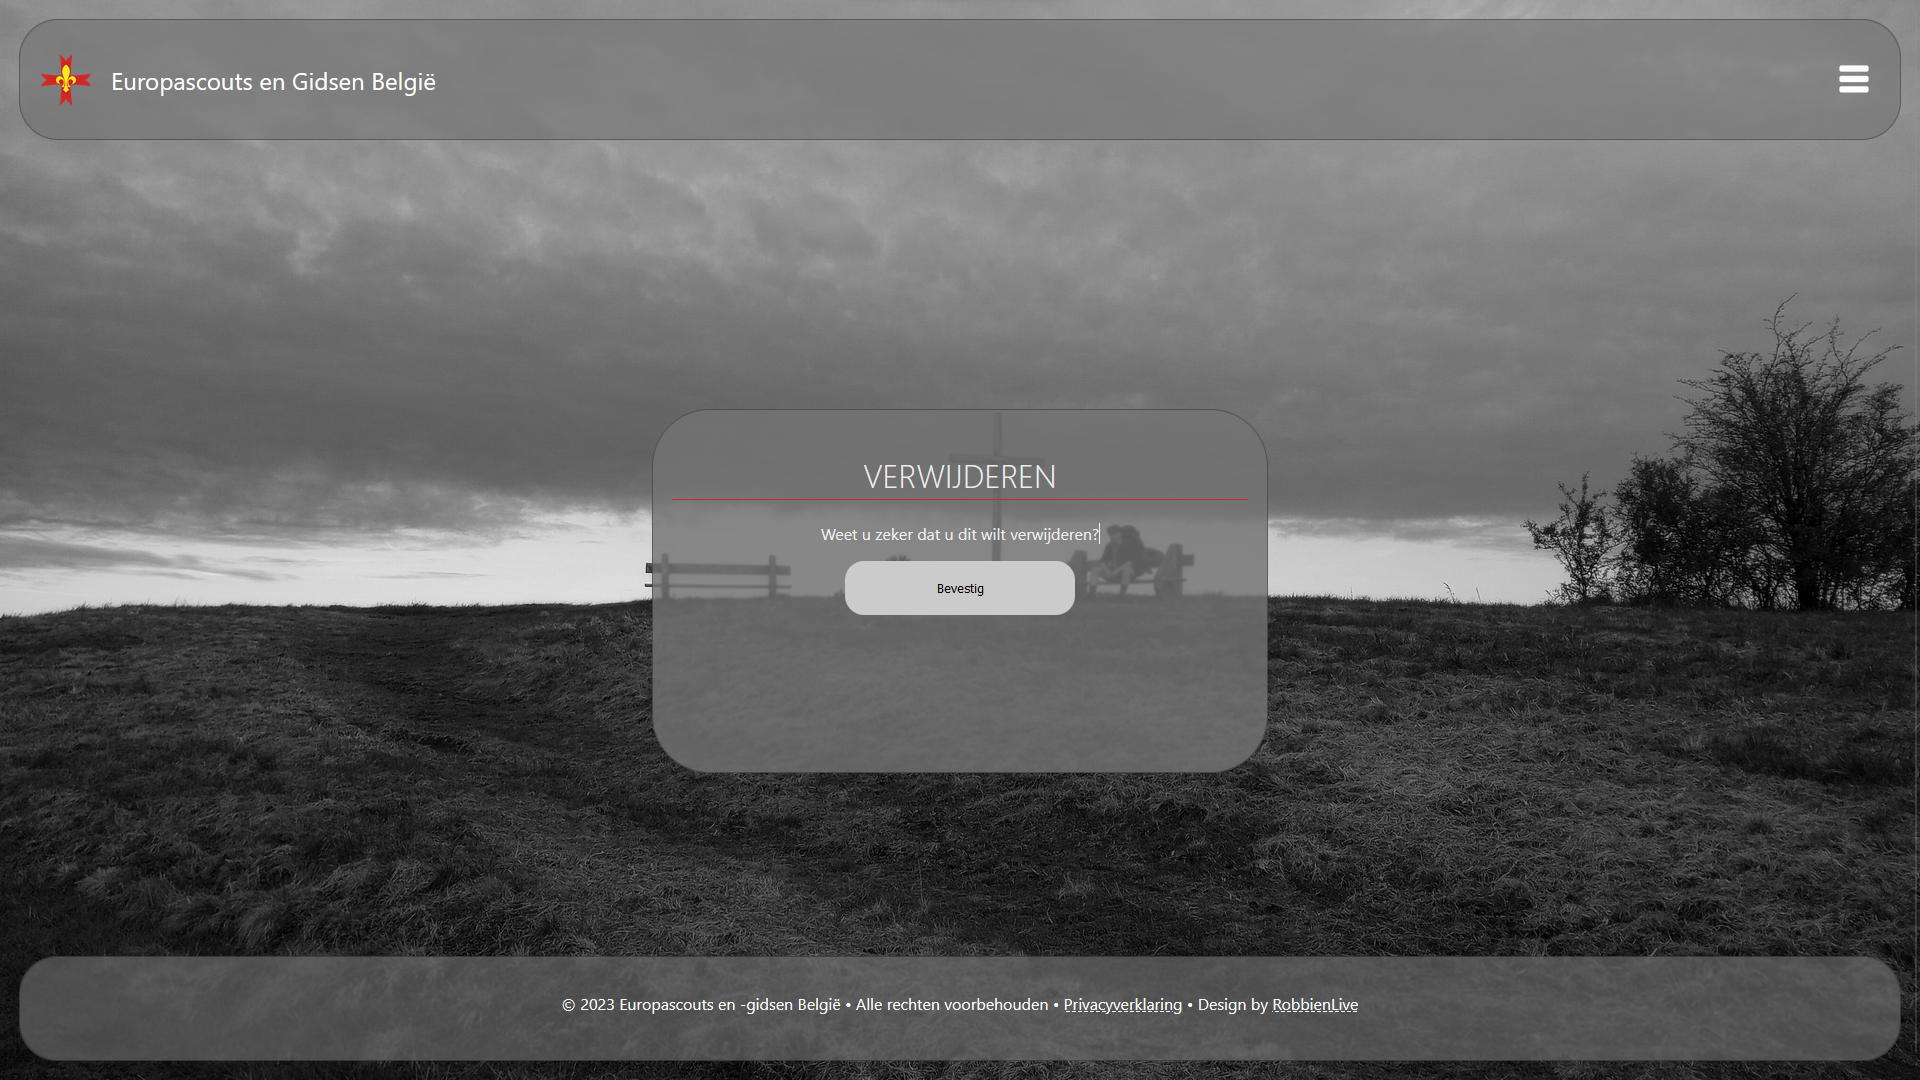 Europascouts en Gidsen België
VERWIJDEREN
Weet u zeker dat u dit wilt verwijderen?
Bevestig
© 2023 Europascouts en -gidsen België • Alle rechten voorbehouden • Privacyverklaring • Design by RobbienLive